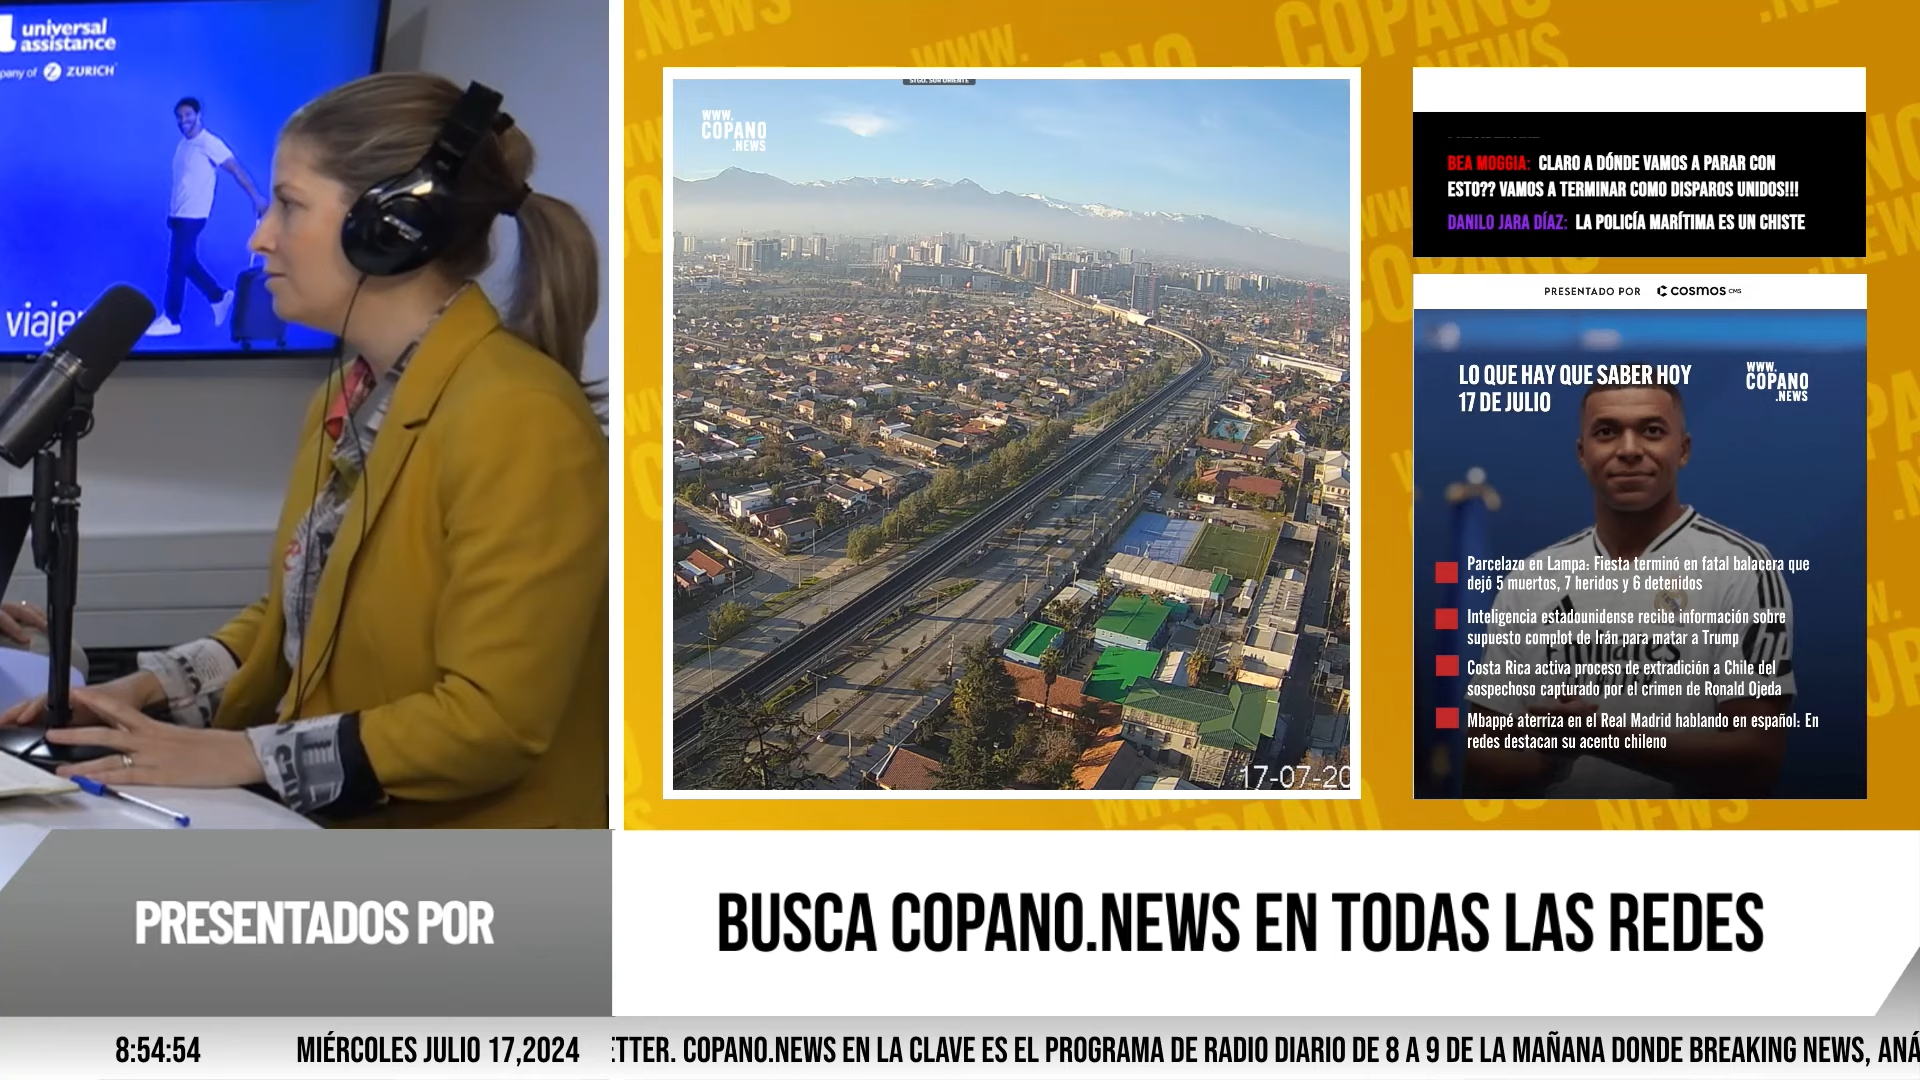 universal
assistance
pany of ZURICH
viaje
WWW.
COPANO
.NEWS
STGO. SUR ORIENTE
17-07-20
BEA MOGGIA: CLARO A DÓNDE VAMOS A PARAR CON
ESTO?? VAMOS A TERMINAR COMO DISPAROS UNIDOS!!!
DANILO JARA DÍAZ: LA POLICÍA MARÍTIMA ES UN CHISTE
PRESENTADO POR COSMOS CMS
LO QUE HAY QUE SABER HOY
17 DE JULIO
WWW.
COPANO
.NEWS
Parcelazo en Lampa: Fiesta terminó en fatal balacera que
dejó 5 muertos, 7 heridos y 6 detenidos
Inteligencia estadounidense recibe información sobre
supuesto complot de Irán para matar a Trump
Costa Rica activa proceso de extradición a Chile del
sospechoso capturado por el crimen de Ronald Ojeda
Mbappé aterriza en el Real Madrid hablando en español: En
redes destacan su acento chileno
PRESENTADOS POR
BUSCA COPANO.NEWS EN TODAS LAS REDES
8:54:54 MIÉRCOLES JULIO 17,2024 ETTER. COPANO.NEWS EN LA CLAVE ES EL PROGRAMA DE RADIO DIARIO DE 8 A 9 DE LA MAÑANA DONDE BREAKING NEWS, ANÁ